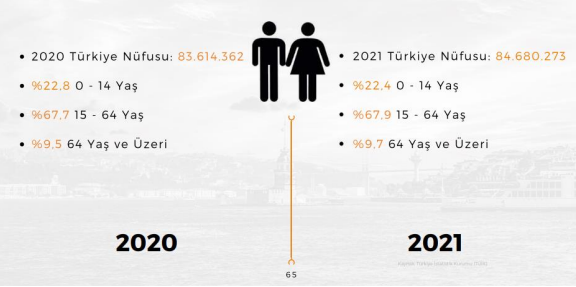 2020 Türkiye Nüfusu: 83.614.362
%22,8 0 - 14 Yaş
%67,7 15 - 64 Yaş
%9,5 64 Yaş ve Üzeri
2020
2021 Türkiye Nüfusu: 84.680.273
%22,4 0 - 14 Yaş
%67,9 15 - 64 Yaş
%9,7 64 Yaş ve Üzeri
2021
65